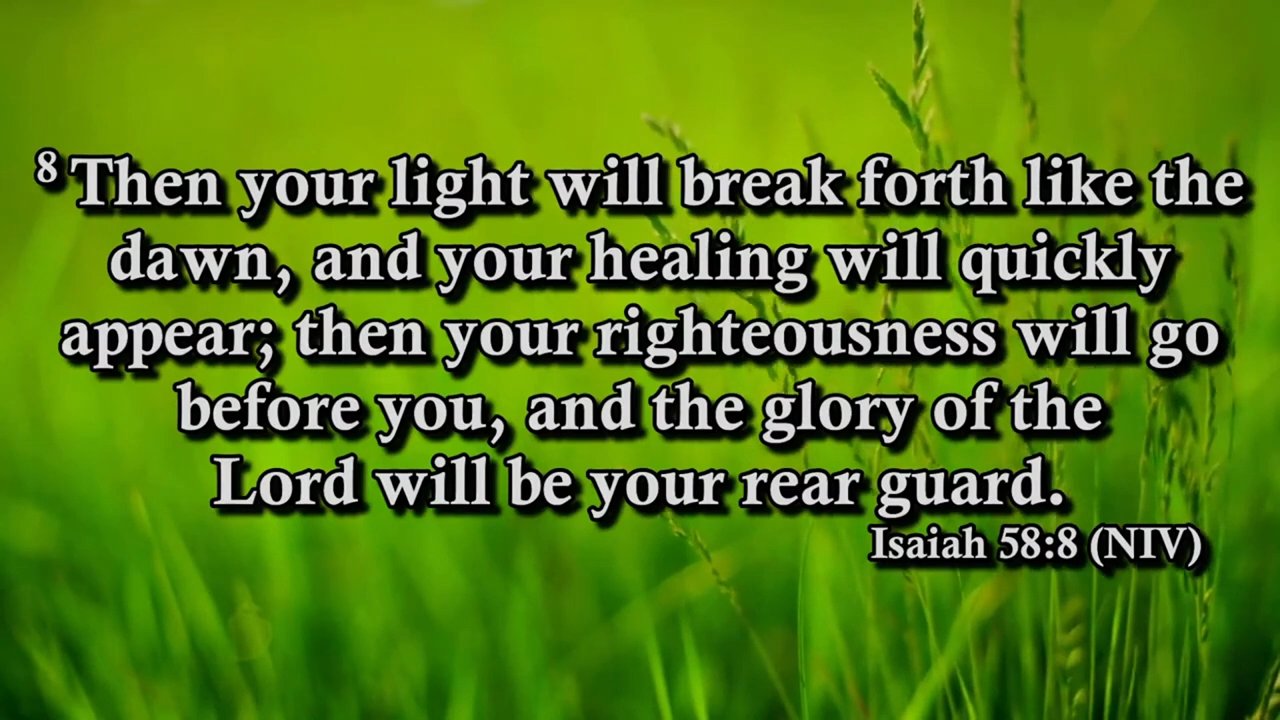 8 Then your light will break forth like the
dawn, and your healing will quickly
appear; then your righteousness will go
before you, and the glory of the
Lord will be your rear guard.
Isaiah 58:8 (NIV)